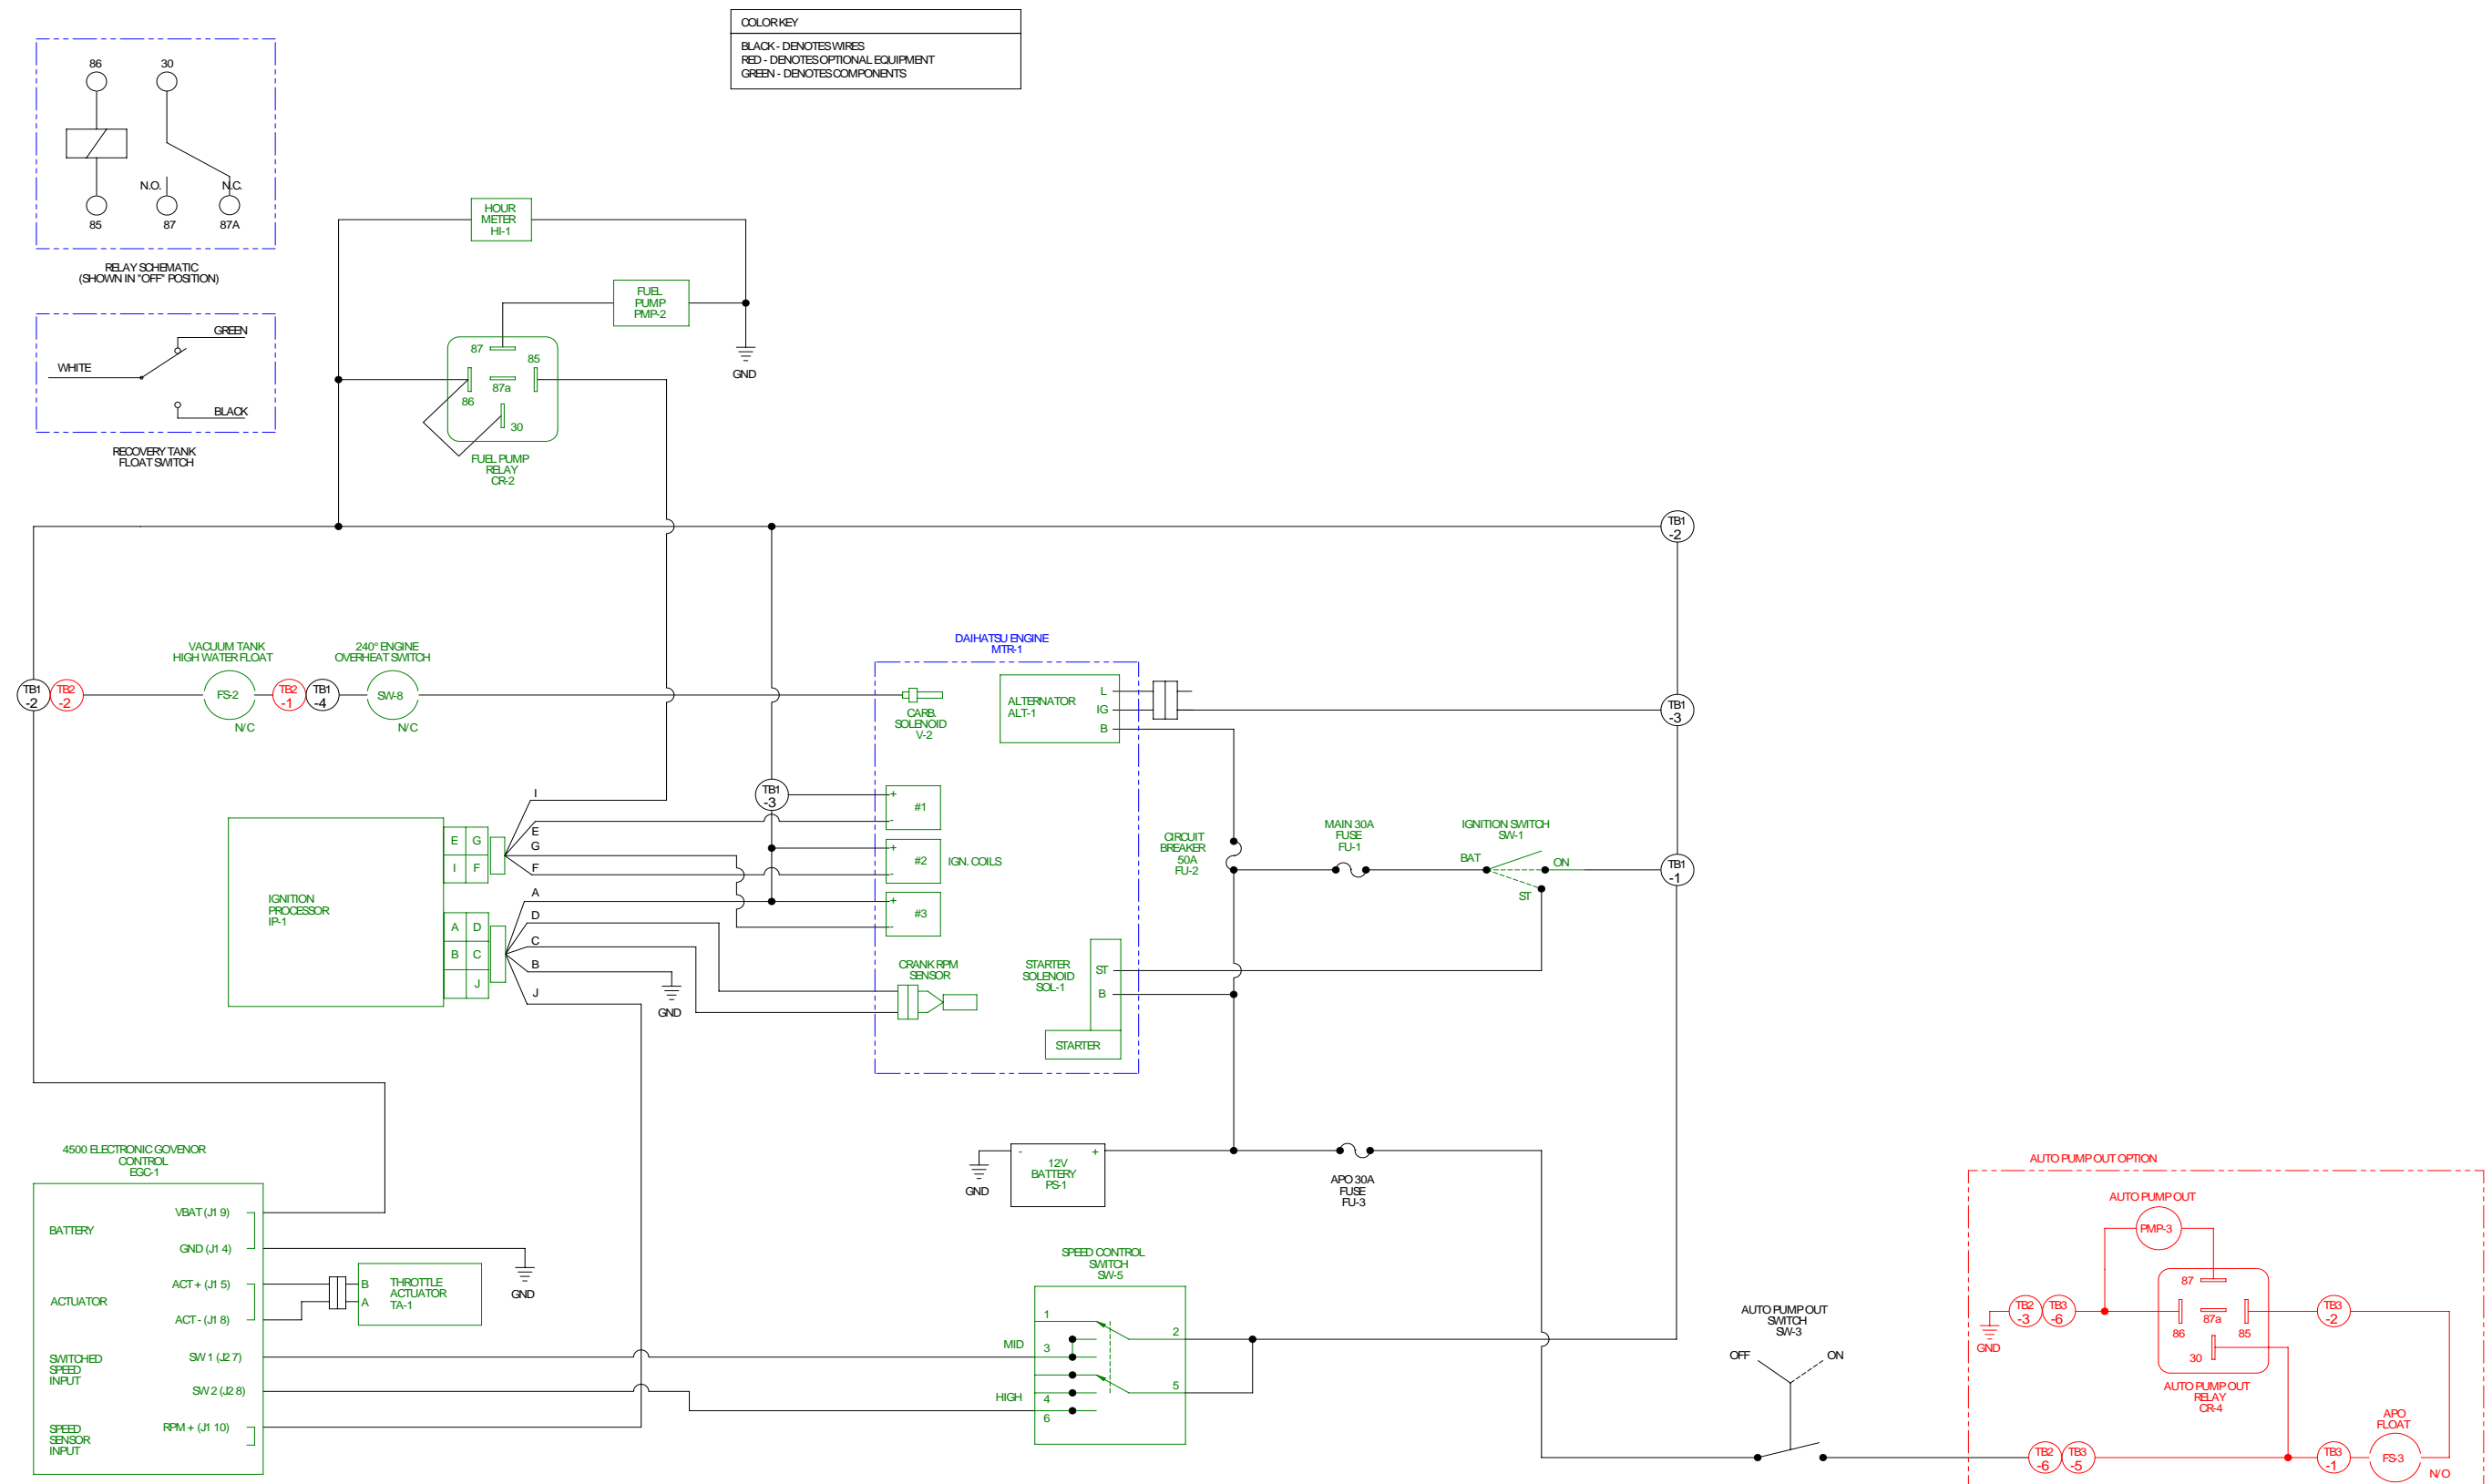 COLOR KEY
BLACK - DENOTES WIRES
RED - DENOTES OPTIONAL EQUIPMENT
GREEN - DENOTES COMPONENTS
86
30
N.O.
N.C.
85
87
87A
RELAY SCHEMATIC
(SHOWN IN "OFF" POSITION)
GREEN
WHITE
BLACK
RECOVERY TANK
FLOAT SWITCH
HOUR
METER
HI-1
FUEL
PUMP
PMP-2
GND
87
85
87a
86
30
FUEL PUMP
RELAY
CR-2
TB1
-2
VACUUM TANK
HIGH WATER FLOAT
240° ENGINE
OVERHEAT SWITCH
TB1
-2
TB2
-2
FS-2
N/C
TB2
-1
TB1
-4
SW-8
N/C
DAIHATSU ENGINE
MTR-1
CARB.
SOLENOID
V-2
ALTERNATOR
ALT-1
L
IG
B
TB1
-3
TB1
-3
I
E
G
F
A
D
C
B
J
IGNITION
PROCESSOR
IP-1
E
G
I
F
A
D
B
C
J
+
#1
-
+
#2
-
IGN. COILS
+
#3
-
CRANK RPM
SENSOR
GND
STARTER
SOLENOID
SOL-1
ST
B
STARTER
CIRCUIT
BREAKER
50A
FU-2
MAIN 30A
FUSE
FU-1
IGNITION SWITCH
SW-1
BAT
ON
ST
TB1
-1
4500 ELECTRONIC GOVENOR
CONTROL
EGC-1
BATTERY
VBAT (J1 9)
GND (J1 4)
ACTUATOR
ACT + (J1 5)
ACT - (J1 8)
SWITCHED
SPEED
INPUT
SW 1 (J2 7)
SW 2 (J2 8)
SPEED
SENSOR
INPUT
RPM + (J1 10)
GND
B
A
THROTTLE
ACTUATOR
TA-1
GND
-
+
12V
BATTERY
PS-1
APO 30A
FUSE
FU-3
SPEED CONTROL
SWITCH
SW-5
1
MID
3
2
HIGH
4
5
6
AUTO PUMP OUT
SWITCH
SW-3
OFF
ON
AUTO PUMP OUT OPTION
AUTO PUMP OUT
PMP-3
87
87a
86
85
30
TB2
-3
TB3
-6
GND
TB3
-2
AUTO PUMP OUT
RELAY
CR-4
APO
FLOAT
TB2
-6
TB3
-5
TB3
-1
FS-3
N/O